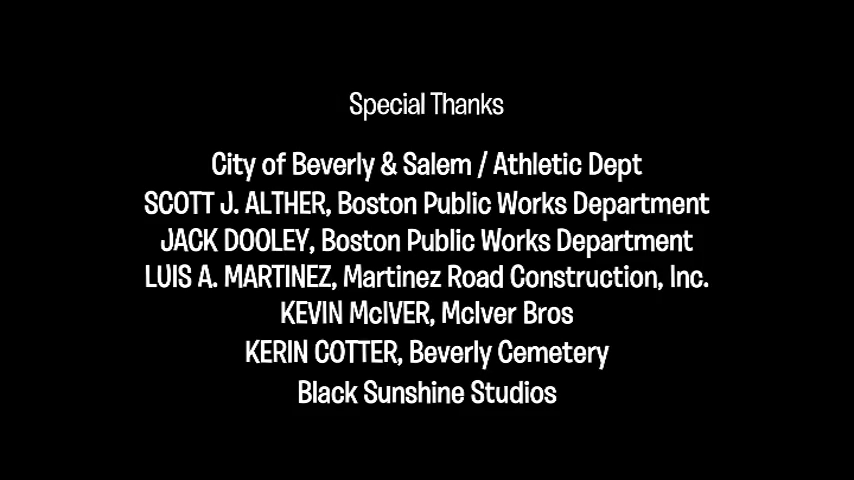 Special Thanks
City of Beverly & Salem / Athletic Dept
SCOTT J. ALTHER, Boston Public Works Department
JACK DOOLEY, Boston Public Works Department
LUIS A. MARTINEZ, Martinez Road Construction, Inc.
KEVIN McIVER, McIver Bros
KERIN COTTER, Beverly Cemetery
Black Sunshine Studios